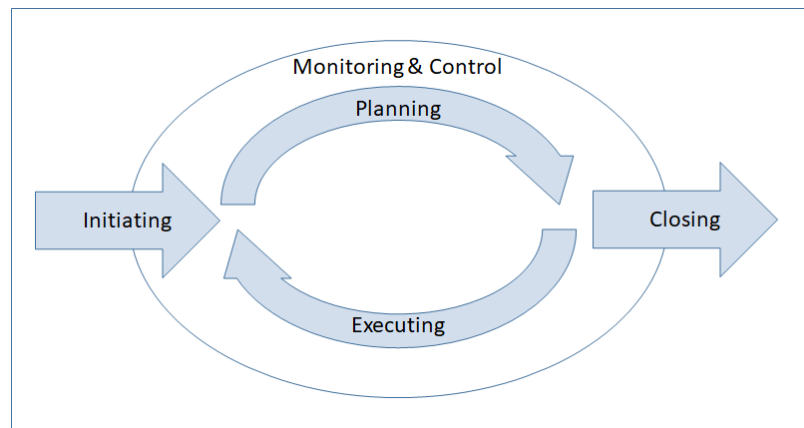 Monitoring & Control
Planning
Initiating
Closing
Executing